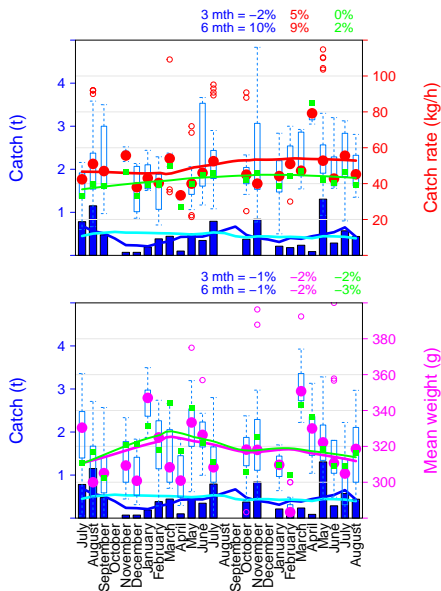 3 mth = −2% 5% 0%
6 mth = 10% 9% 2%
Catch (t)
5
4
3
2
1
Catch rate (kg/h)
100
80
60
40
20
3 mth = −1% −2% −2%
6 mth = −1% −2% −3%
Catch (t)
5
4
3
2
1
Mean weight (g)
380
360
340
320
300
July
August
September
October
November
December
January
February
March
April
May
June
July
August
September
October
November
December
January
February
March
April
May
June
July
August